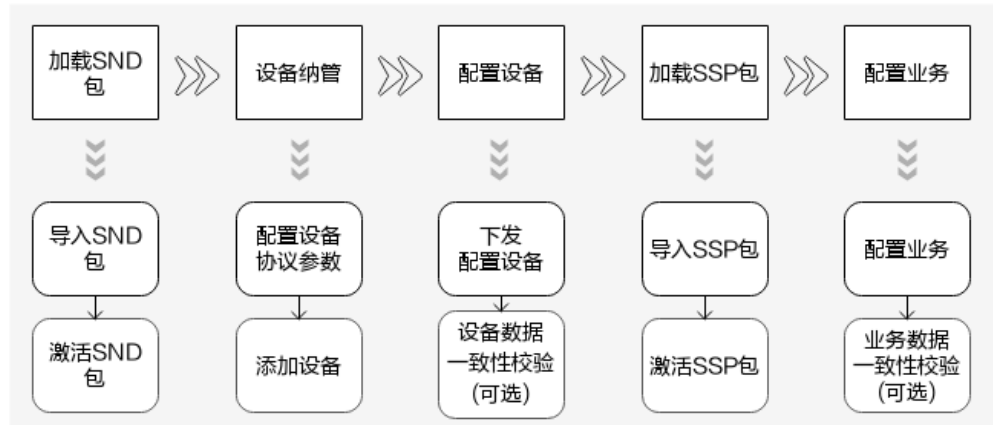 加载SND
包
设备纳管
配置设备
加载SSP包
配置业务
导入SND
包
配置设备
协议参数
下发
配置设备
导入SSP包
配置业务
激活SND
包
添加设备
设备数据
一致性校验
(可选)
激活SSP包
业务数据
一致性校验
(可选)